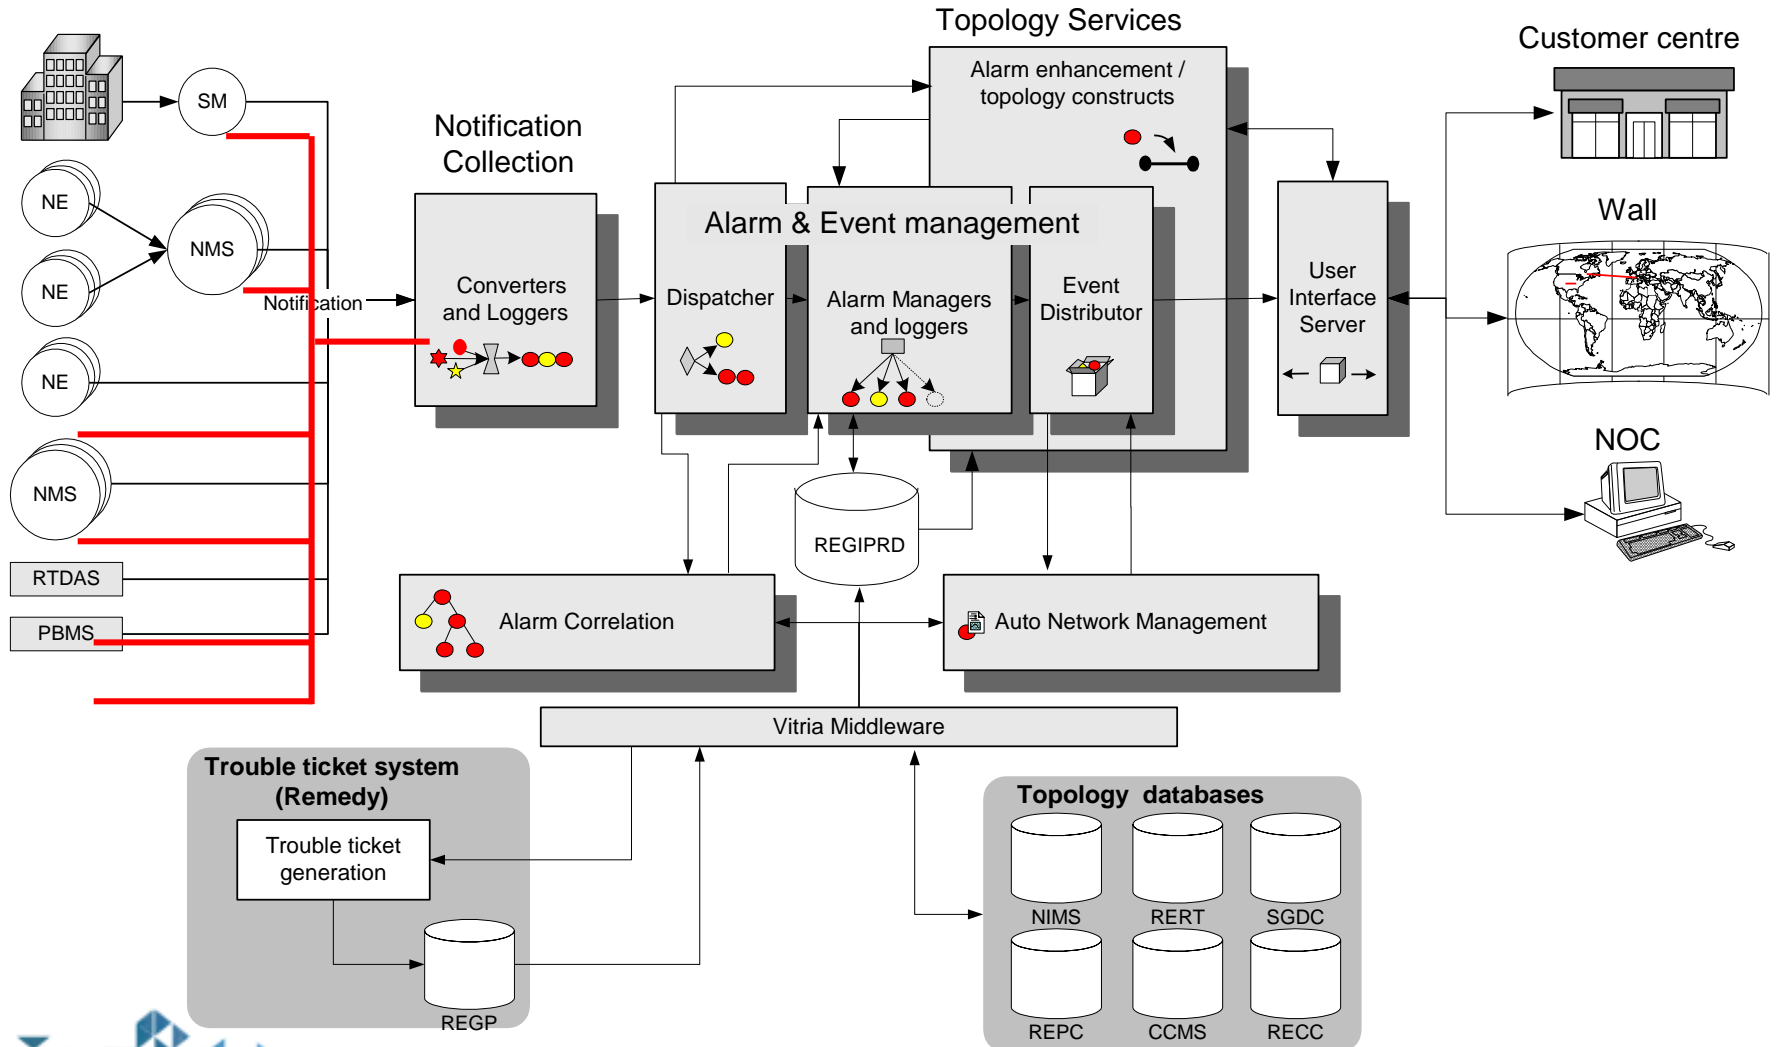 Topology Services
Customer centre
Alarm enhancement /
topology constructs
SM
Notification
Collection
NE
NMS
NE
Notification
Alarm & Event management
Wall
Converters
and Loggers
Dispatcher
Alarm Managers
and loggers
Event
Distributor
User
Interface
Server
NE
NMS
NOC
REGIPRD
RTDAS
PBMS
Alarm Correlation
Auto Network Management
Vitria Middleware
Trouble ticket system
(Remedy)
Trouble ticket
generation
REGP
Topology databases
NIMS
RERT
SGDC
REPC
CCMS
RECC